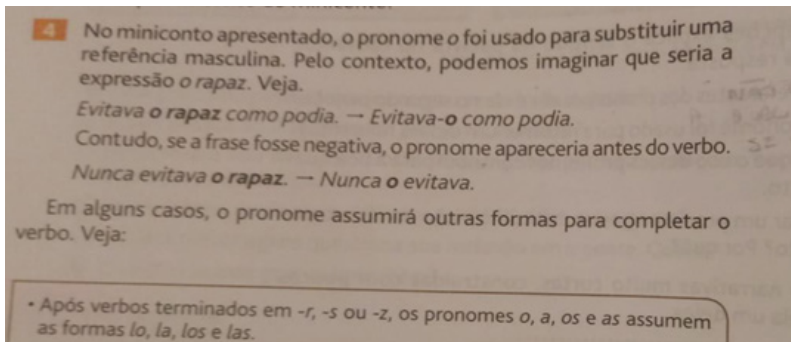 4 No miniconto apresentado, o pronome o foi usado para substituir uma
referência masculina. Pelo contexto, podemos imaginar que seria a
expressão o rapaz. Veja.
Evitava o rapaz como podia. → Evitava-o como podia.
Contudo, se a frase fosse negativa, o pronome apareceria antes do verbo.
Nunca evitava o rapaz. → Nunca o evitava.
Em alguns casos, o pronome assumirá outras formas para completar o
verbo. Veja:
• Após verbos terminados em -r, -s ou -z, os pronomes o, a, os e as assumem
as formas lo, la, los e las.